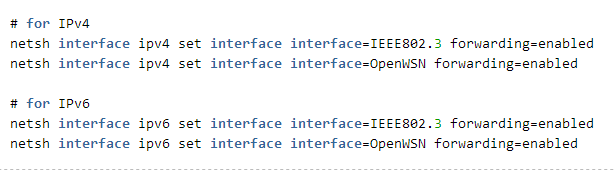 # for IPv4
netsh interface ipv4 set interface interface=IEEE802.3 forwarding=enabled
netsh interface ipv4 set interface interface=OpenWSN forwarding=enabled
# for IPv6
netsh interface ipv6 set interface interface=IEEE802.3 forwarding=enabled
netsh interface ipv6 set interface interface=OpenWSN forwarding=enabled